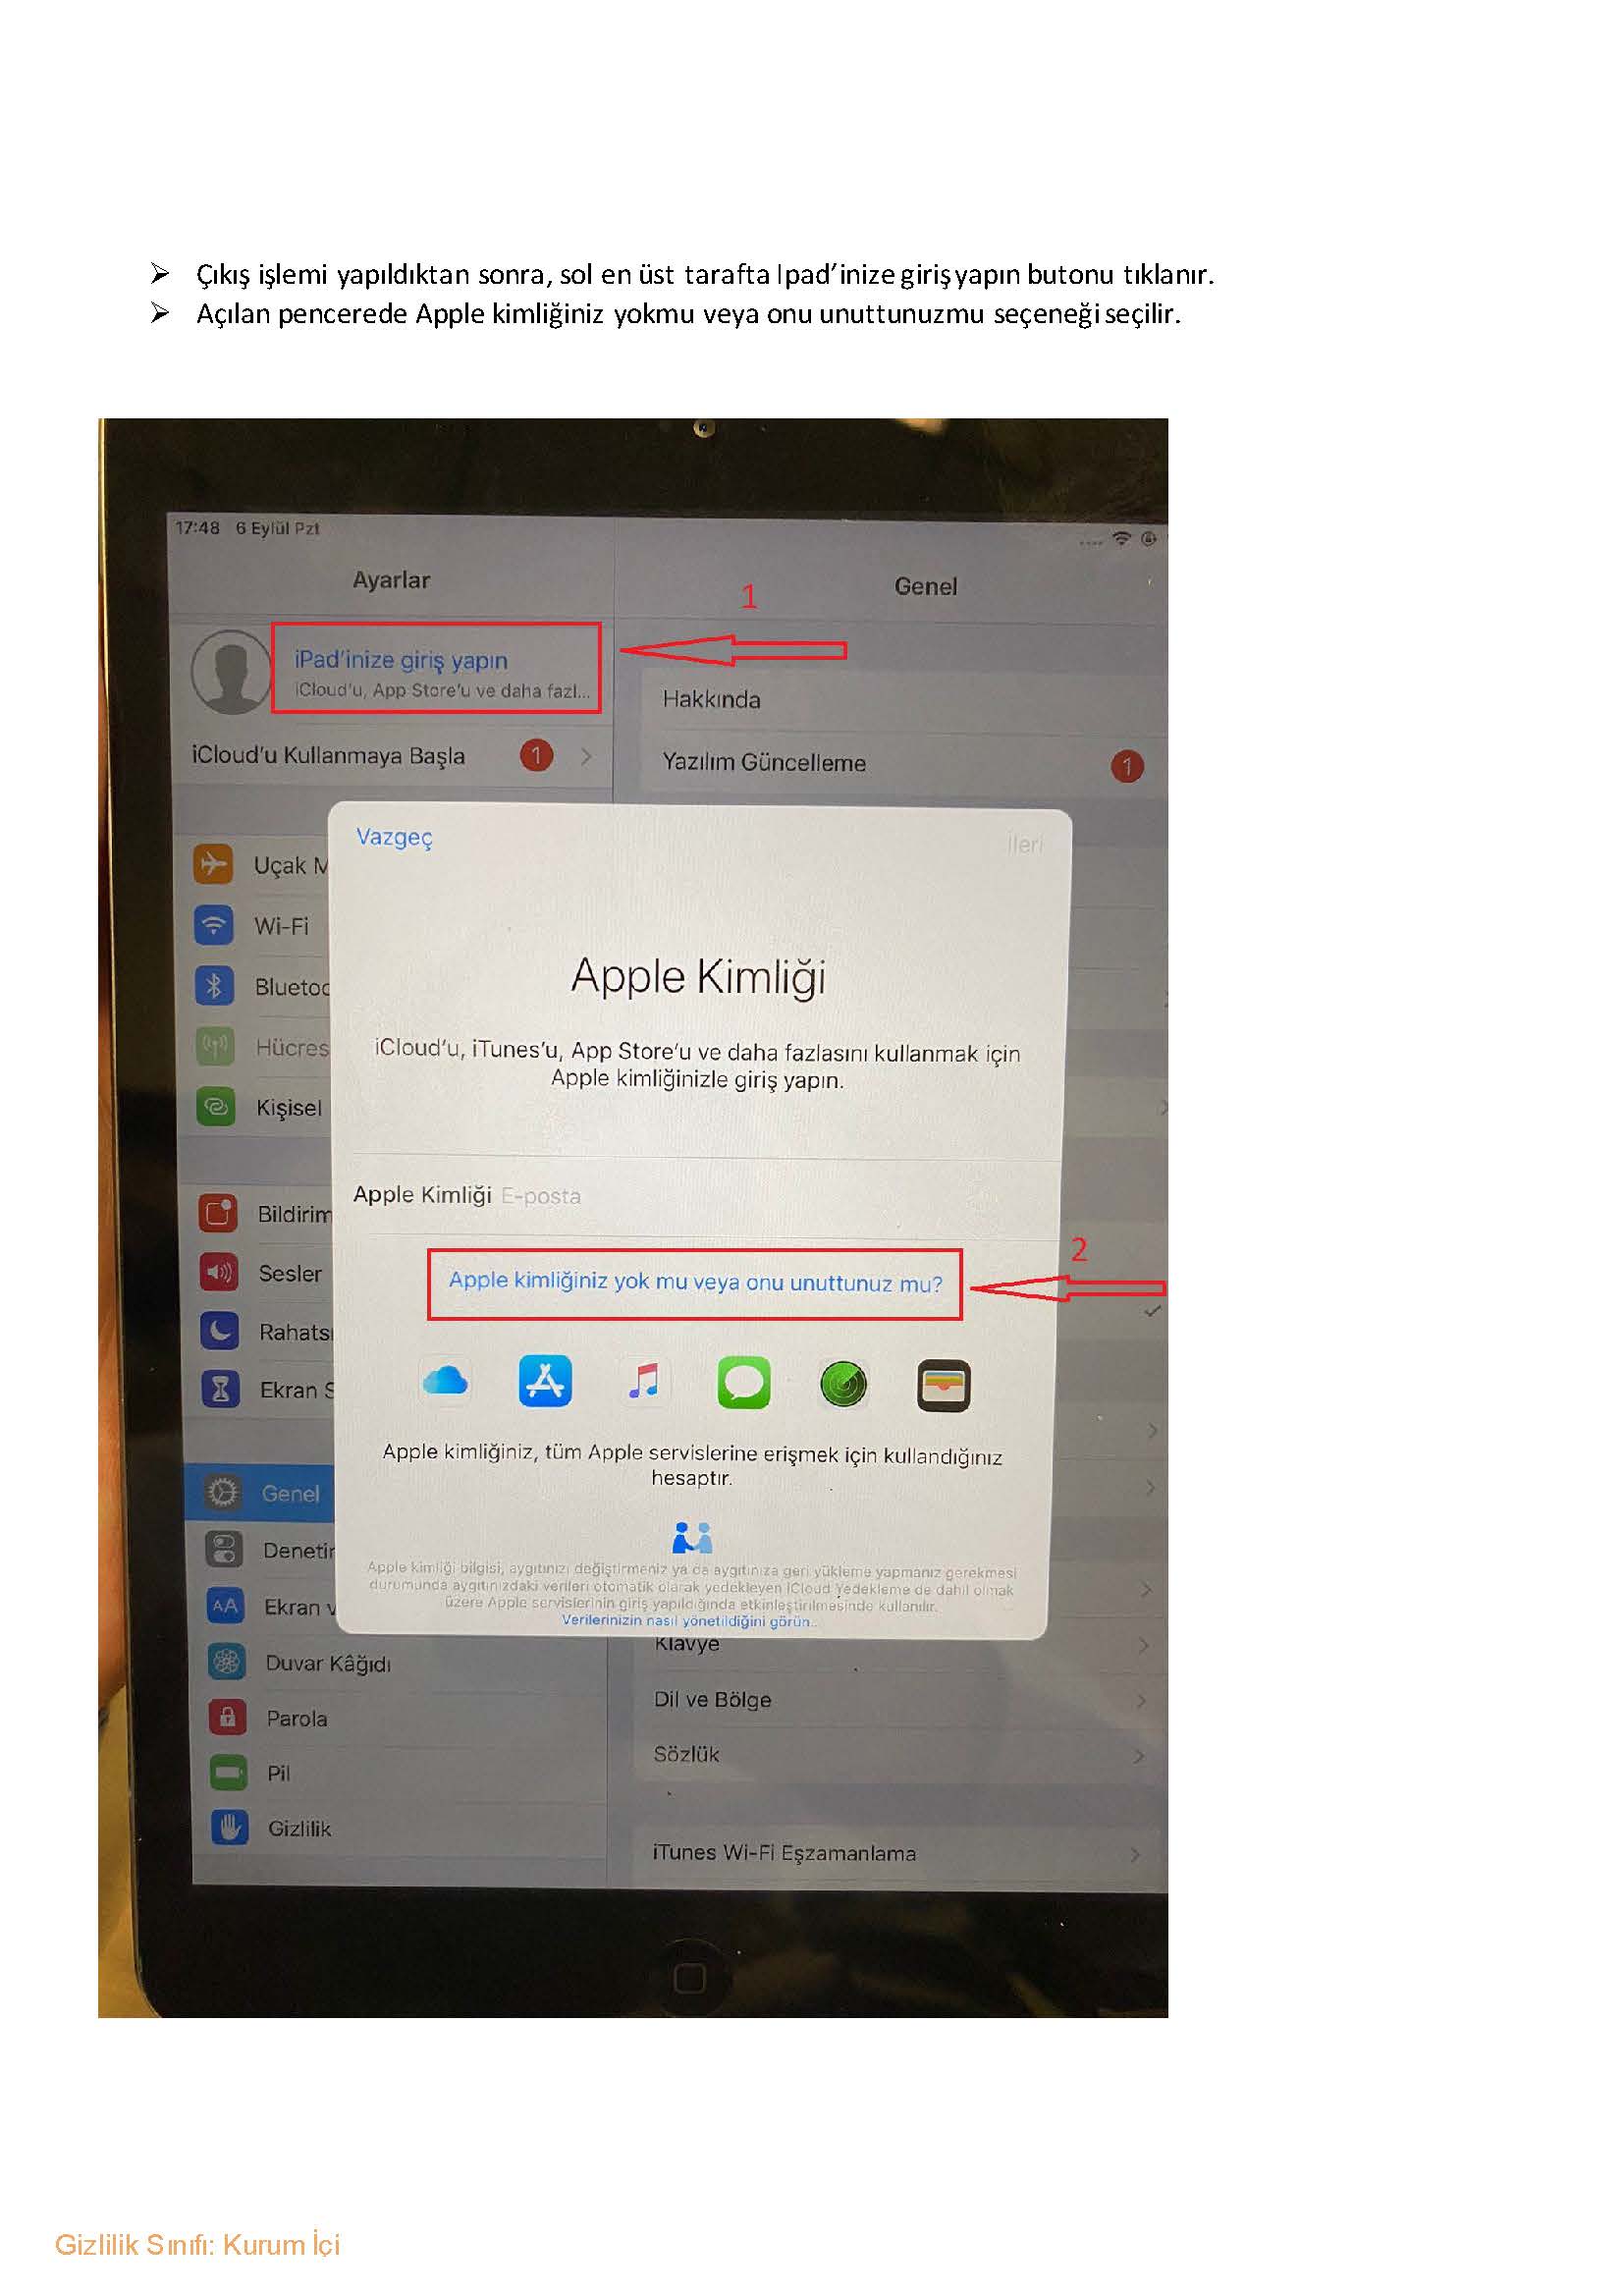 Çıkış işlemi yapıldıktan sonra, sol en üst tarafta Ipad'inize giriş yapın butonu tıklanır.
Açılan pencerede Apple kimliğiniz yokmu veya onu unuttunuzmu seçeneği seçilir.
17:48 6 Eylül Pzt
Ayarlar
Genel
1
iPad'inize giriş yapın
iCloud'u, App Store'u ve daha fazl...
Hakkında
iCloud'u Kullanmaya Başla 1
Yazılım Güncelleme 1
Vazgeç
İleri
Uçak M
Wi-Fi
Bluetoo
Hücres
Kişisel
Apple Kimliği
iCloud'u, iTunes'u, App Store'u ve daha fazlasını kullanmak için
Apple kimliğinizle giriş yapın.
Apple Kimliği E-posta
Bildirim
Sesler
Rahatsı
Ekran S
2
Apple kimliğiniz yok mu veya onu unuttunuz mu?
Apple kimliğiniz, tüm Apple servislerine erişmek için kullandığınız
hesaptır.
Genel
Denetim
AA
Ekran v
Apple kimliği bilgisi, aygıtınızı değiştirmeniz ya da aygıtınıza geri yükleme yapmanız gerekmesi
durumunda aygıtınızdaki verileri otomatik olarak yedekleyen iCloud Yedekleme de dahil olmak
üzere Apple servislerinin giriş yapıldığında etkinleştirilmesinde kullanılır.
Verilerinizin nasıl yönetildiğini görün...
Duvar Kâğıdı
Parola
Pil
Gizlilik
Klavye
Dil ve Bölge
Sözlük
iTunes Wi-Fi Eşzamanlama
Gizlilik Sınıfı: Kurum İçi